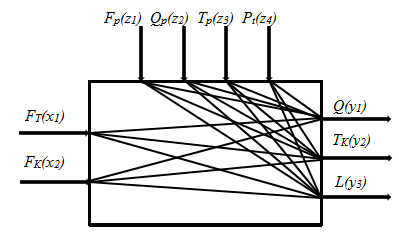 Fp(z1) Qp(z2) Tp(z3) Pt(z4)
FT(x1)
Q(y1)
TK(y2)
FK(x2)
L(y3)